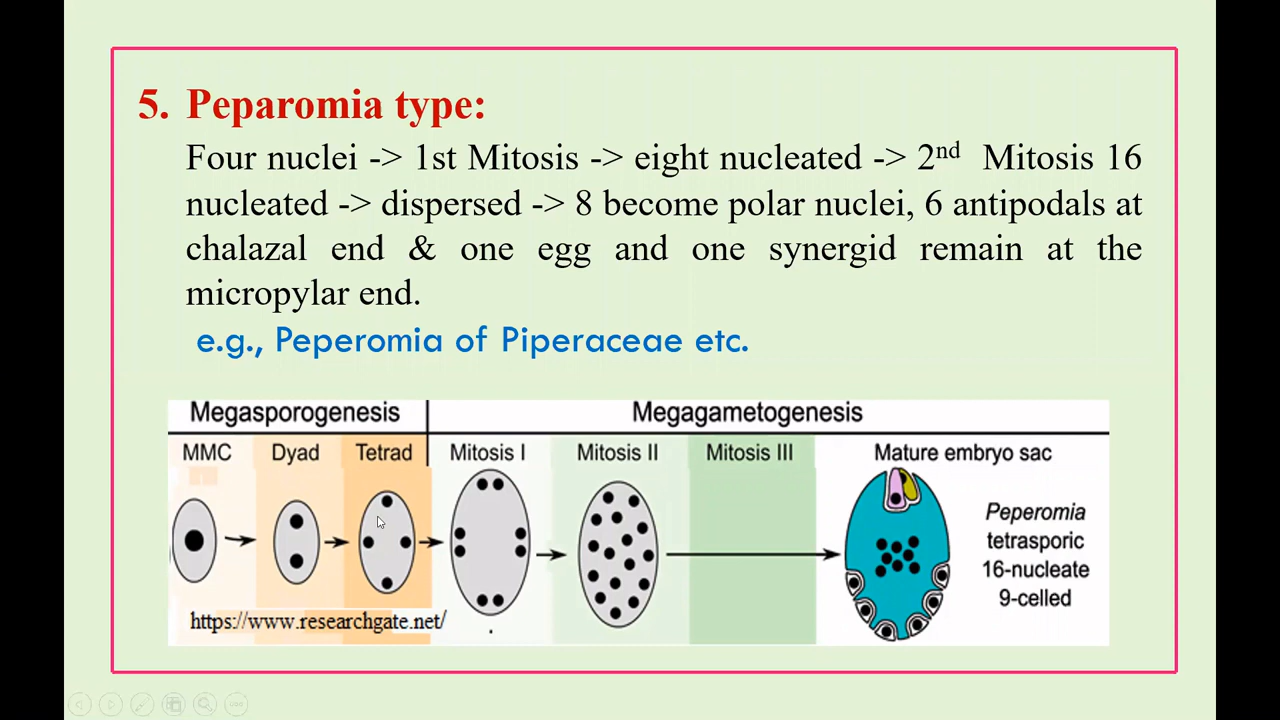 5. Peparomia type:
Four nuclei -> 1st Mitosis -> eight nucleated -> 2nd Mitosis 16
nucleated -> dispersed -> 8 become polar nuclei, 6 antipodals at
chalazal end & one egg and one synergid remain at the
micropylar end.
e.g., Peperomia of Piperaceae etc.
Megasporogenesis Megagametogenesis
MMC Dyad Tetrad Mitosis I Mitosis II Mitosis III Mature embryo sac
Peperomia
tetrasporic
16-nucleate
9-celled
https://www.researchgate.net/